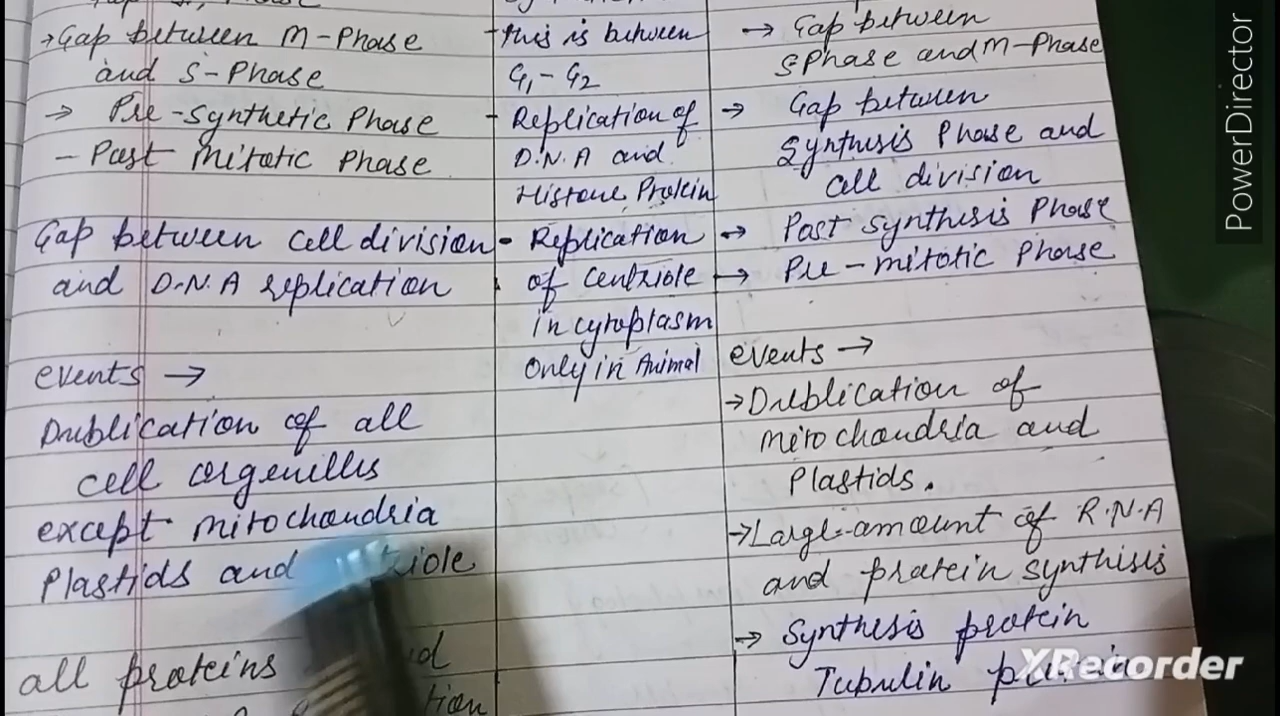 →Gap between M-Phase
and S-Phase
→ Pre-Synthetic Phase
- Post mitotic Phase
Gap between cell division
and D.N.A replication
events →
Dublication of all
cell orgenilles
except mitochondria
Plastids and
all proteins
-this is between
G₁ - G₂
- Replication of
D.N.A and
Histone Protein
- Replication
of centriole
in cytoplasm
Only in Animal
→ Gap between
S Phase and M-Phase
→ Gap between
Synthesis Phase and
cell division
→ Post synthesis Phase
→ Pre-mitotic Phase
events →
→Dublication of
mitochondria and
Plastids.
→Large-amount of R.N.A
and protein synthisis
→ Synthesis protein
Tubulin protein
PowerDirector
XRecorder